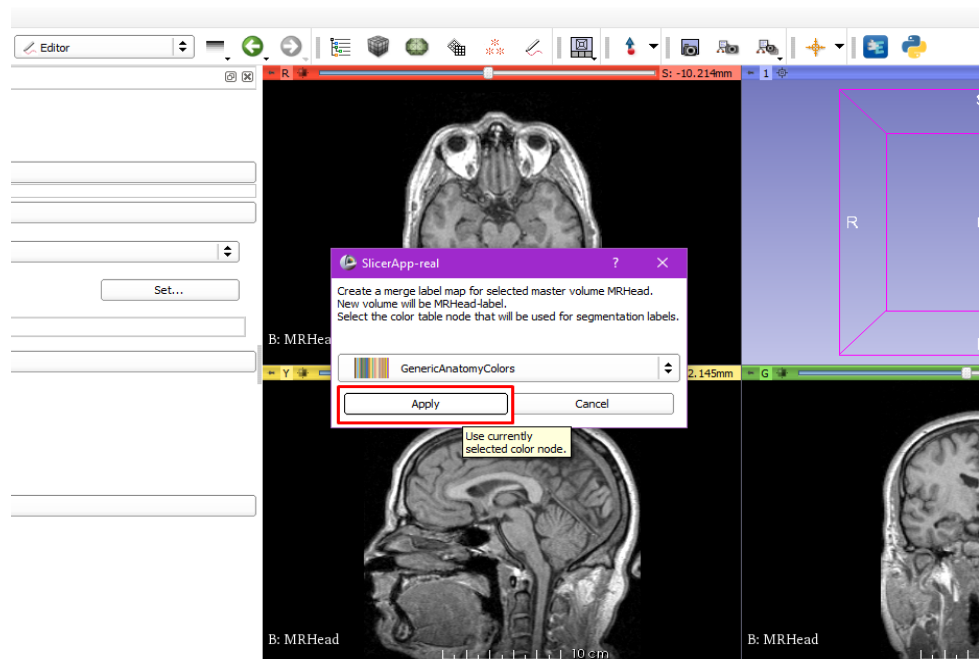 Editor
R
S: -10.214mm
1
S
R
Set...
SlicerApp-real
?
Create a merge label map for selected master volume MRHead.
New volume will be MRHead-label.
Select the color table node that will be used for segmentation labels.
B: MRHea
GenericAnatomyColors
Y
2.145mm
G
Apply
Cancel
Use currently
selected color node.
B: MRHead
10 cm
B: MRHead